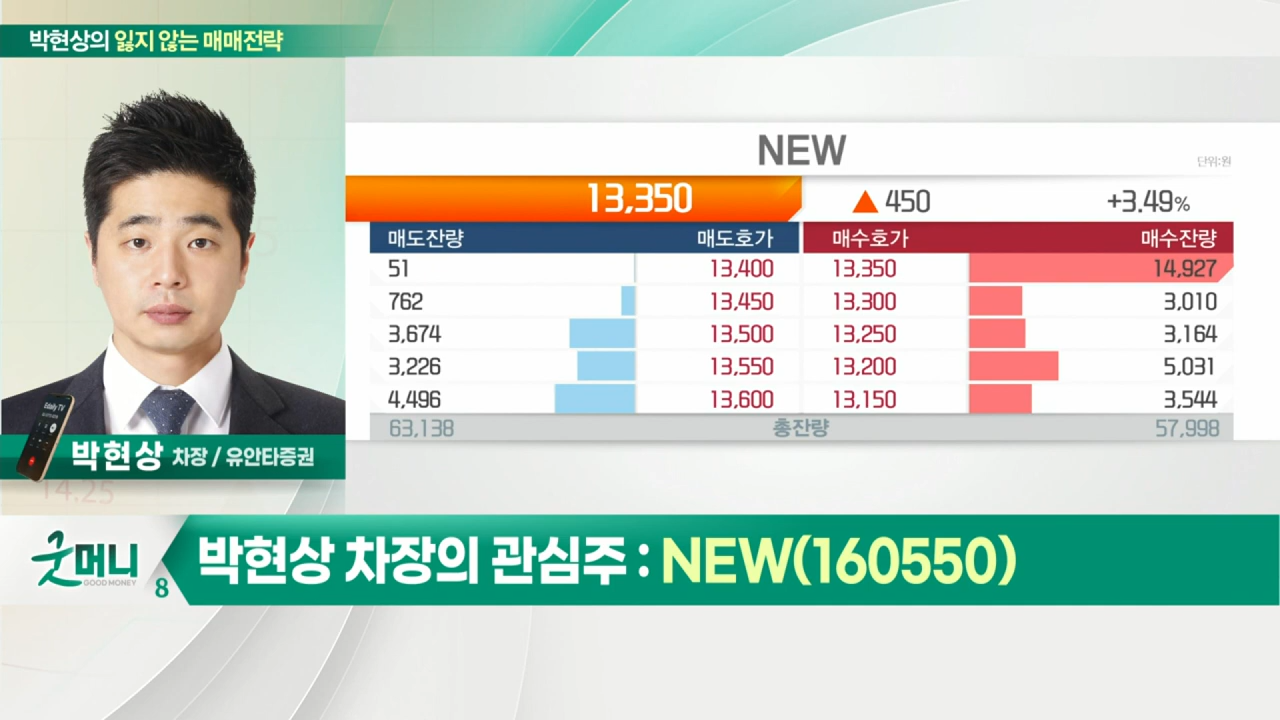 박현상의 잃지 않는 매매전략
NEW
단위:원
13,350 ▲ 450 +3.49%
매도잔량 매도호가 매수호가 매수잔량
51 13,400 13,350 14,927
762 13,450 13,300 3,010
3,674 13,500 13,250 3,164
3,226 13,550 13,200 5,031
4,496 13,600 13,150 3,544
63,138 총잔량 57,998
Edaily TV
박현상 차장 / 유안타증권
14.25
굿머니
GOOD MONEY
8
박현상 차장의 관심주 : NEW(160550)